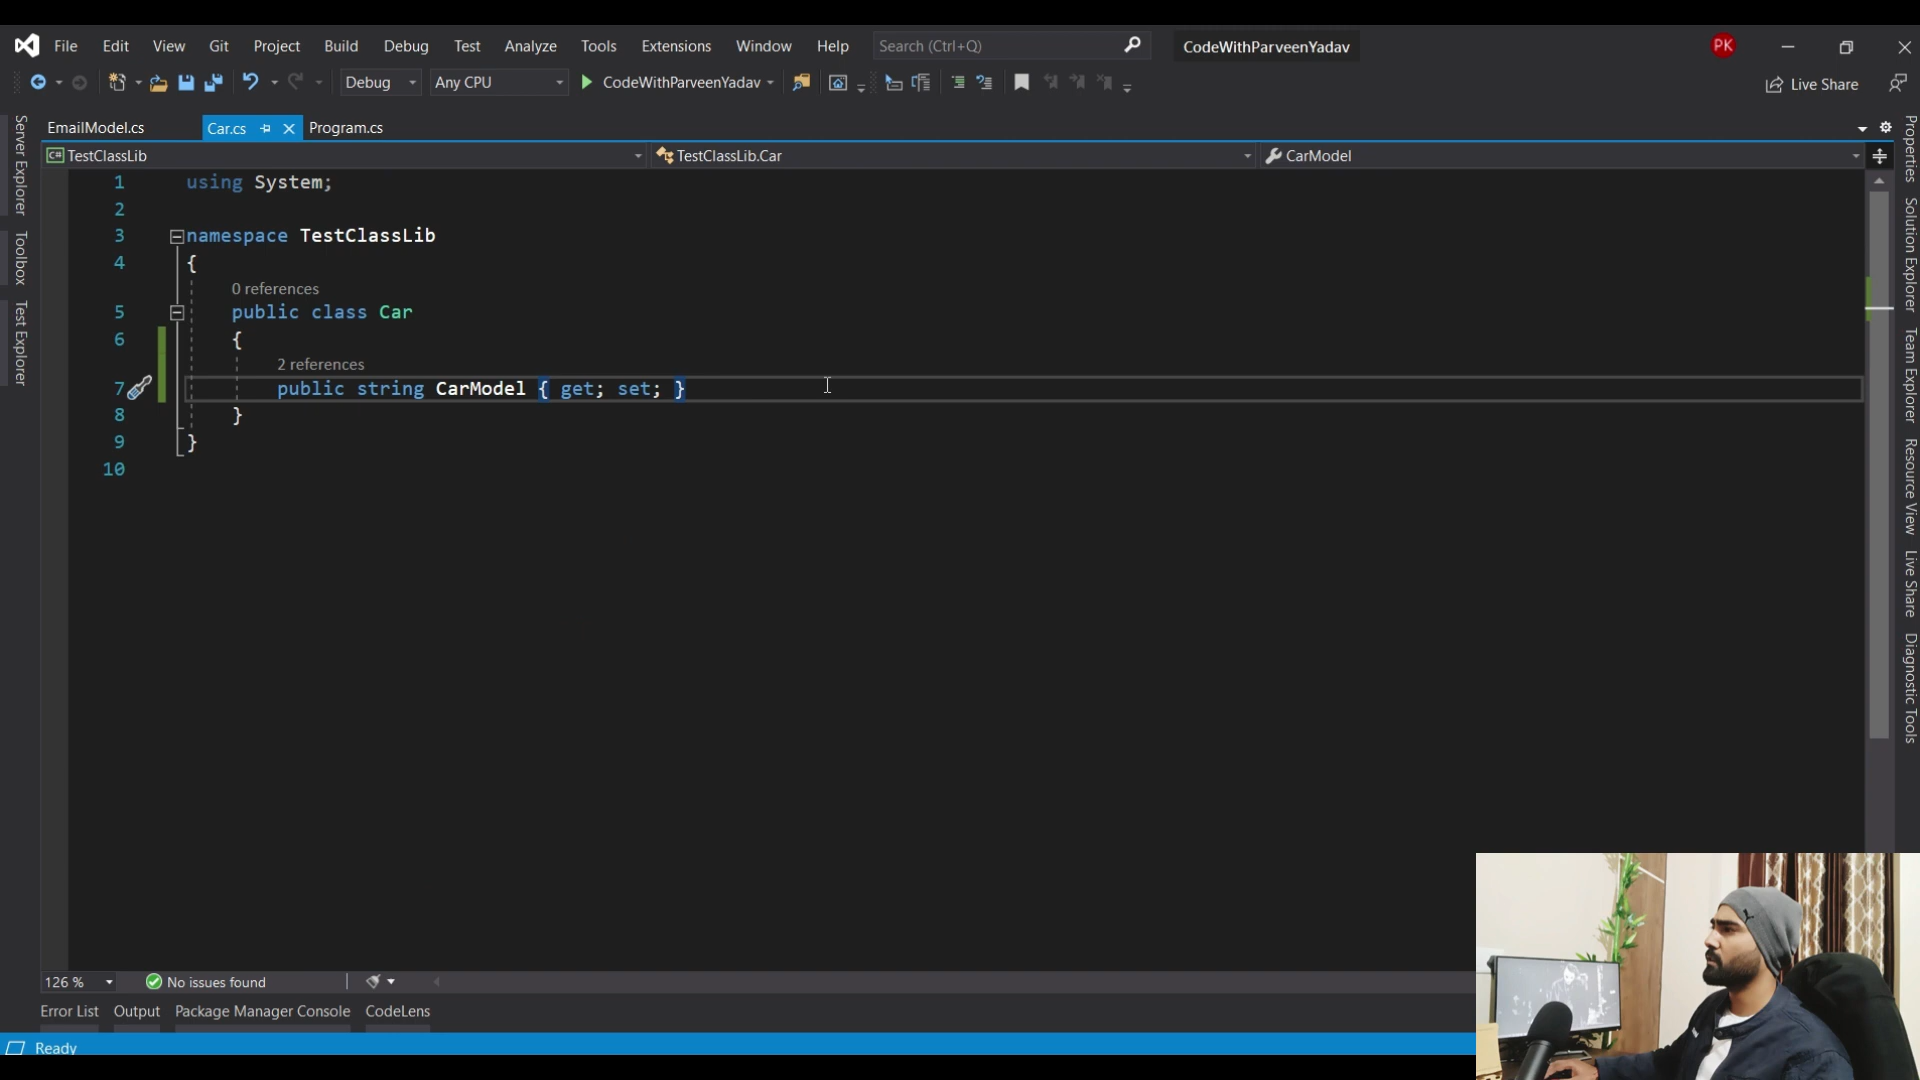 File Edit View Git Project Build Debug Test Analyze Tools Extensions Window Help Search (Ctrl+Q) CodeWithParveenYadav PK
Debug Any CPU CodeWithParveenYadav Live Share
EmailModel.cs Car.cs Program.cs
C# TestClassLib TestClassLib.Car CarModel
1 using System;
2
3 namespace TestClassLib
4 {
0 references
5 public class Car
6 {
2 references
7 public string CarModel { get; set; }
8 }
9 }
10
Server Explorer
Toolbox
Test Explorer
Properties
Solution Explorer
Team Explorer
Resource View
Live Share
Diagnostic Tools
126 % No issues found
Error List Output Package Manager Console CodeLens
Ready